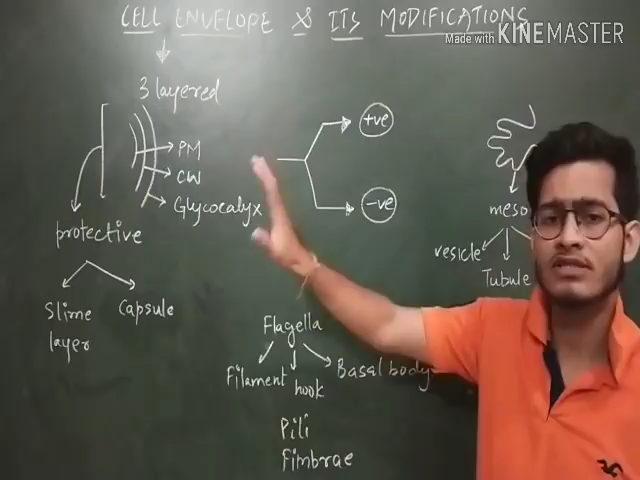 CELL ENVELOPE & ITS MODIFICATIONS
Made with KINEMASTER
3 layered
PM
CW
Glycocalyx
+ve
-ve
protective
Slime layer
Capsule
meso
vesicle
Tubule
Flagella
Filament
hook
Basal body
Pili
Fimbrae